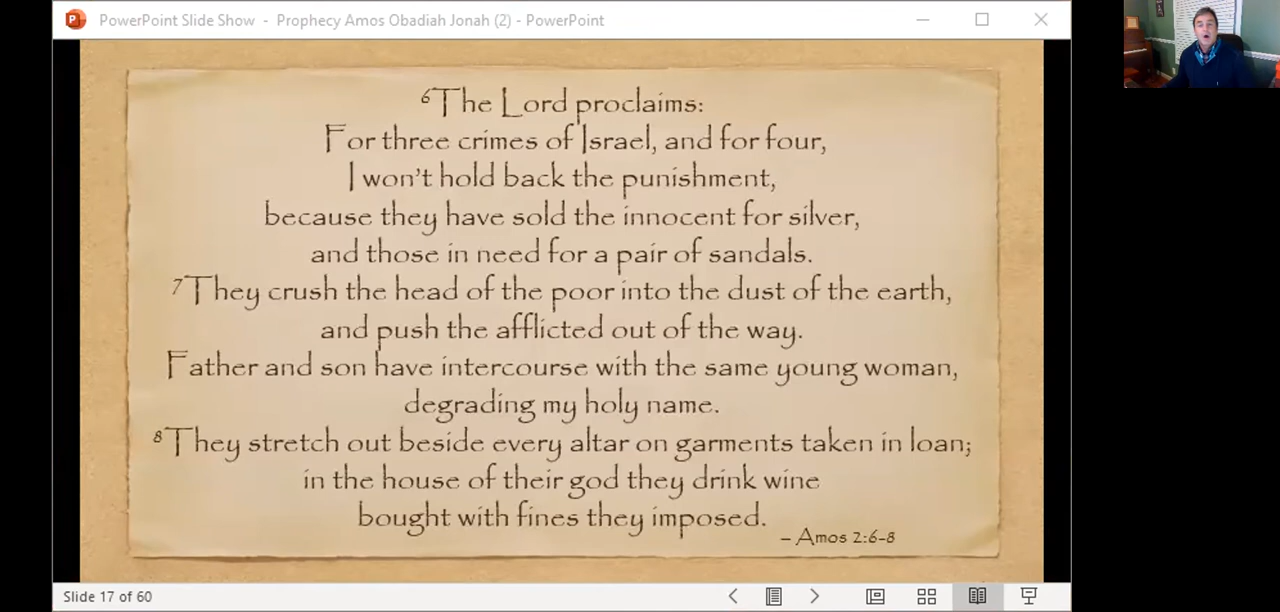 PowerPoint Slide Show - Prophecy Amos Obadiah Jonah (2) - PowerPoint
6The Lord proclaims:
For three crimes of Israel, and for four,
I won't hold back the punishment,
because they have sold the innocent for silver,
and those in need for a pair of sandals.
7They crush the head of the poor into the dust of the earth,
and push the afflicted out of the way.
Father and son have intercourse with the same young woman,
degrading my holy name.
8They stretch out beside every altar on garments taken in loan;
in the house of their god they drink wine
bought with fines they imposed.
– Amos 2:6-8
Slide 17 of 60